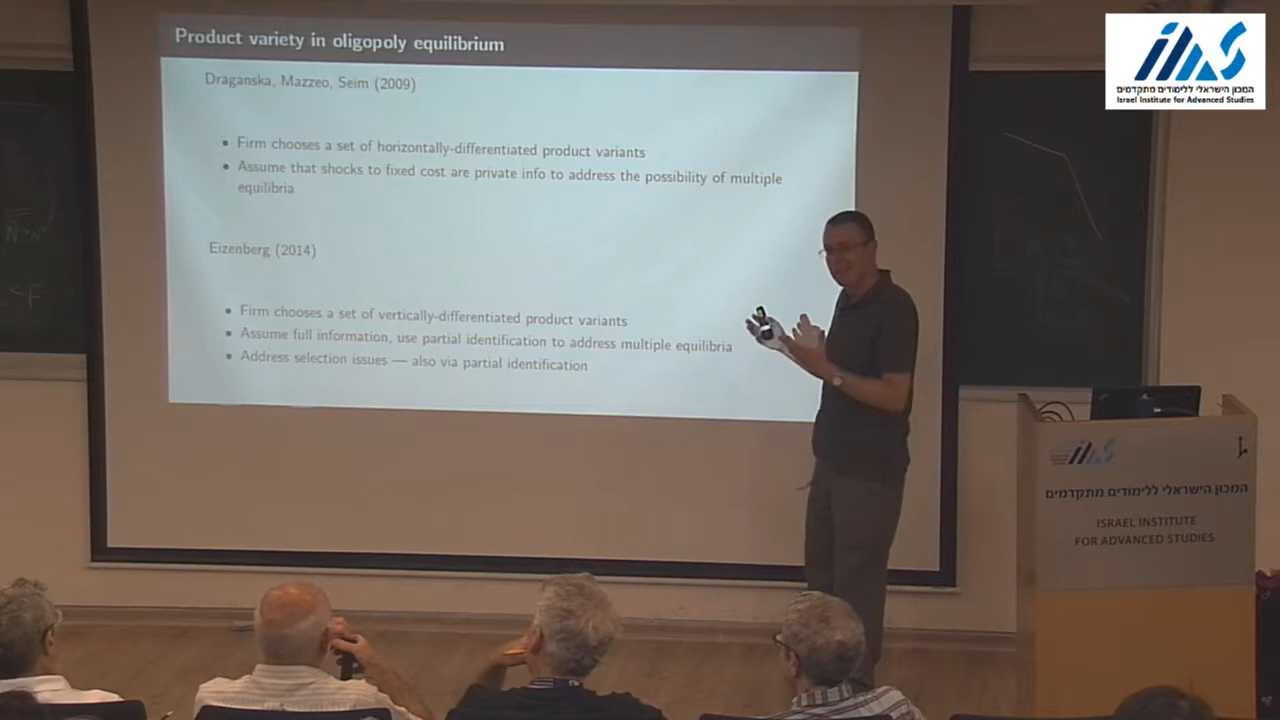 Product variety in oligopoly equilibrium
Draganska, Mazzeo, Seim (2009)
• Firm chooses a set of horizontally-differentiated product variants
• Assume that shocks to fixed cost are private info to address the possibility of multiple
equilibria
Eizenberg (2014)
• Firm chooses a set of vertically-differentiated product variants
• Assume full information, use partial identification to address multiple equilibria
• Address selection issues — also via partial identification
המכון הישראלי ללימודים מתקדמים
Israel Institute for Advanced Studies
המכון הישראלי ללימודים מתקדמים
ISRAEL INSTITUTE
FOR ADVANCED STUDIES